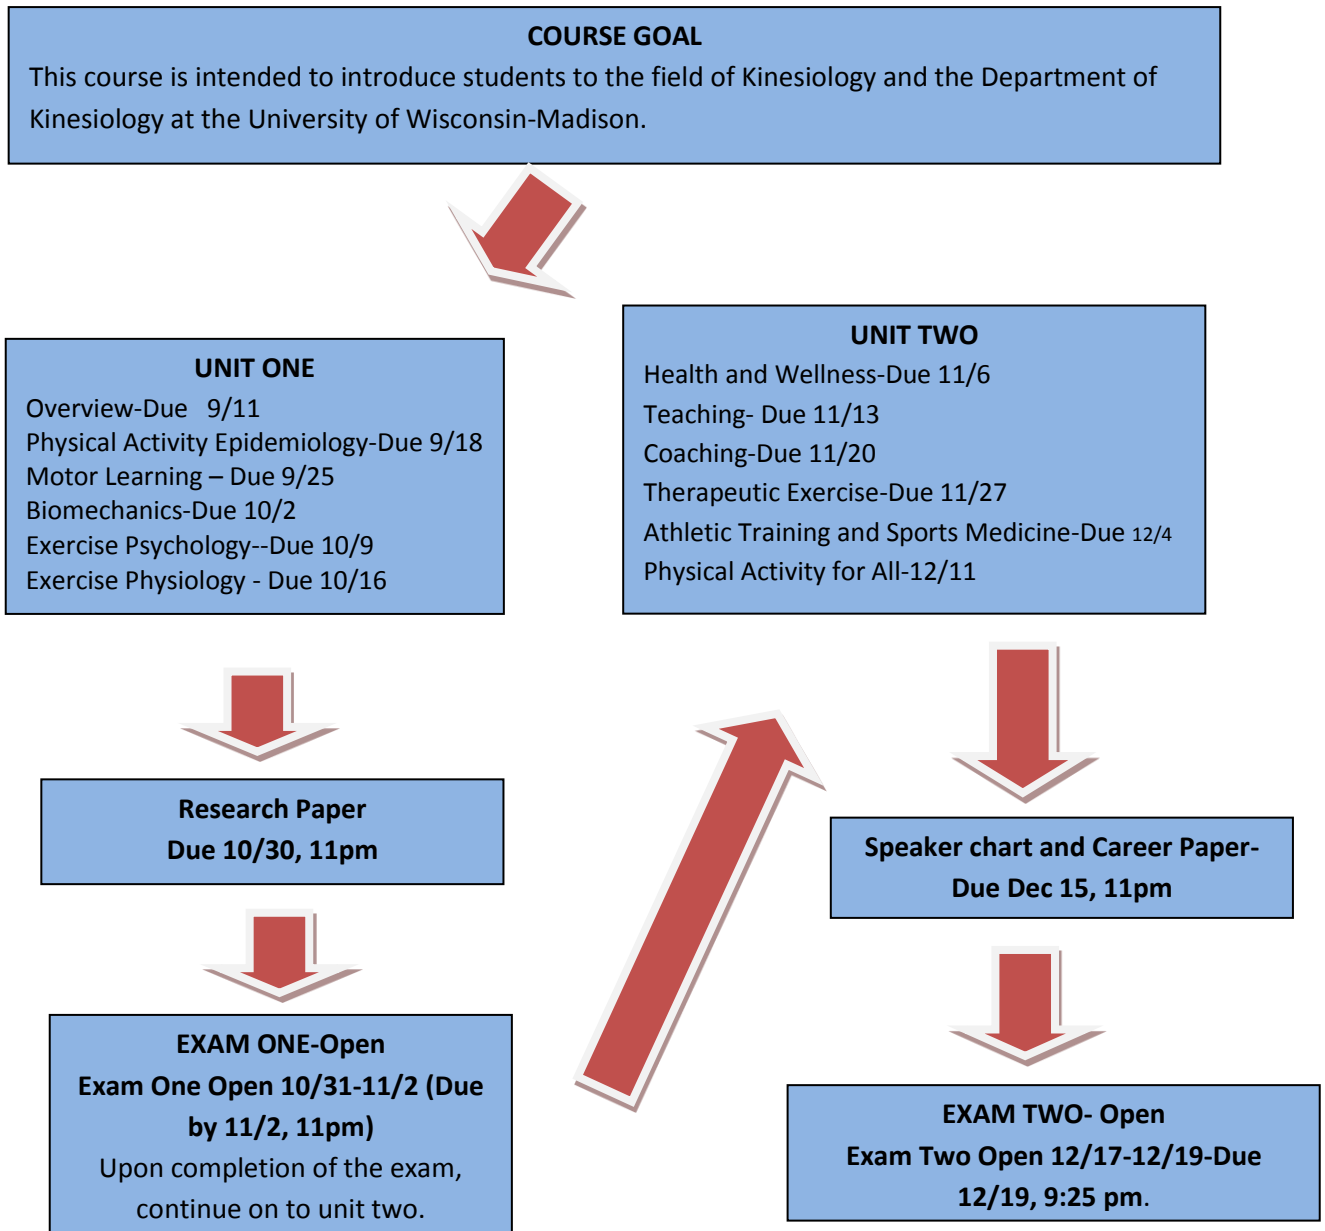 COURSE GOAL
This course is intended to introduce students to the field of Kinesiology and the Department of
Kinesiology at the University of Wisconsin-Madison.
UNIT ONE
Overview-Due   9/11
Physical Activity Epidemiology-Due 9/18
Motor Learning – Due 9/25
Biomechanics-Due 10/2
Exercise Psychology--Due 10/9
Exercise Physiology - Due 10/16
Research Paper
Due 10/30, 11pm
EXAM ONE-Open
Exam One Open 10/31-11/2 (Due
by 11/2, 11pm)
Upon completion of the exam,
continue on to unit two.
UNIT TWO
Health and Wellness-Due 11/6
Teaching- Due 11/13
Coaching-Due 11/20
Therapeutic Exercise-Due 11/27
Athletic Training and Sports Medicine-Due 12/4
Physical Activity for All-12/11
Speaker chart and Career Paper-
Due Dec 15, 11pm
EXAM TWO- Open
Exam Two Open 12/17-12/19-Due
12/19, 9:25 pm.